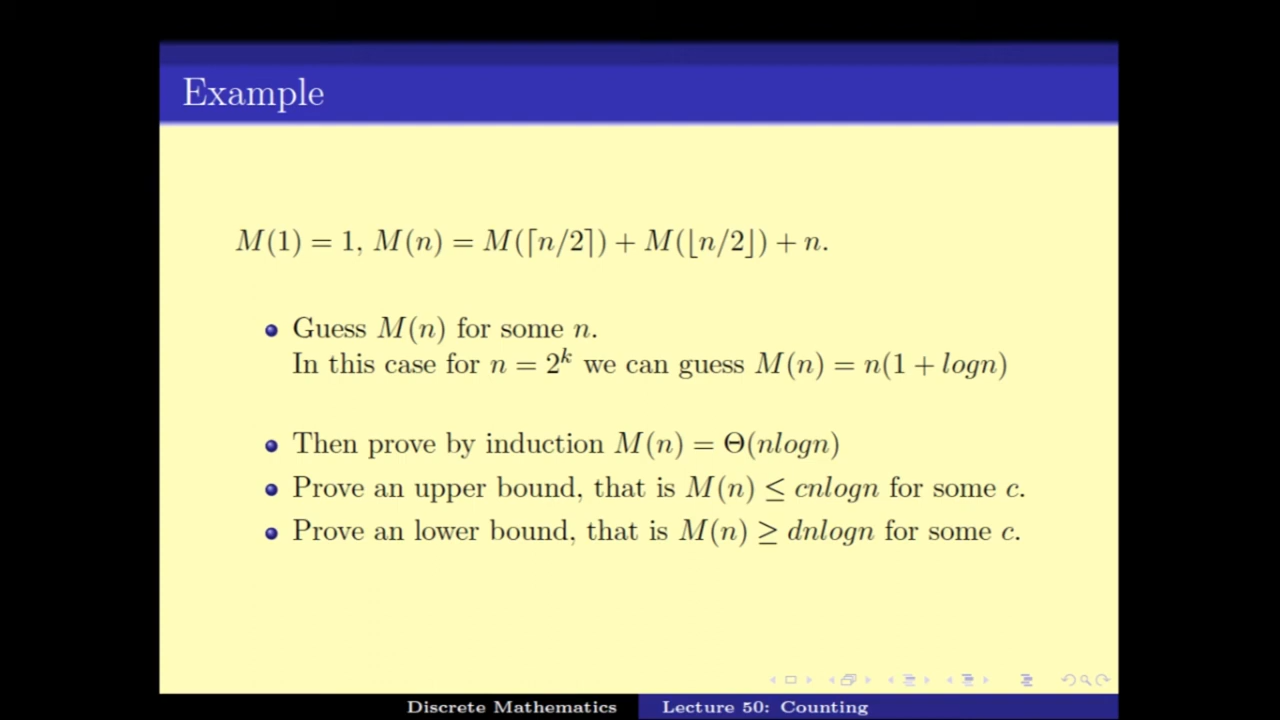 Example
M(1) = 1, M(n) = M(⌈n/2⌉) + M(⌊n/2⌋) + n.
Guess M(n) for some n.
In this case for n = 2^k we can guess M(n) = n(1 + logn)
Then prove by induction M(n) = Θ(nlogn)
Prove an upper bound, that is M(n) ≤ cnlogn for some c.
Prove an lower bound, that is M(n) ≥ dnlogn for some c.
Discrete Mathematics
Lecture 50: Counting